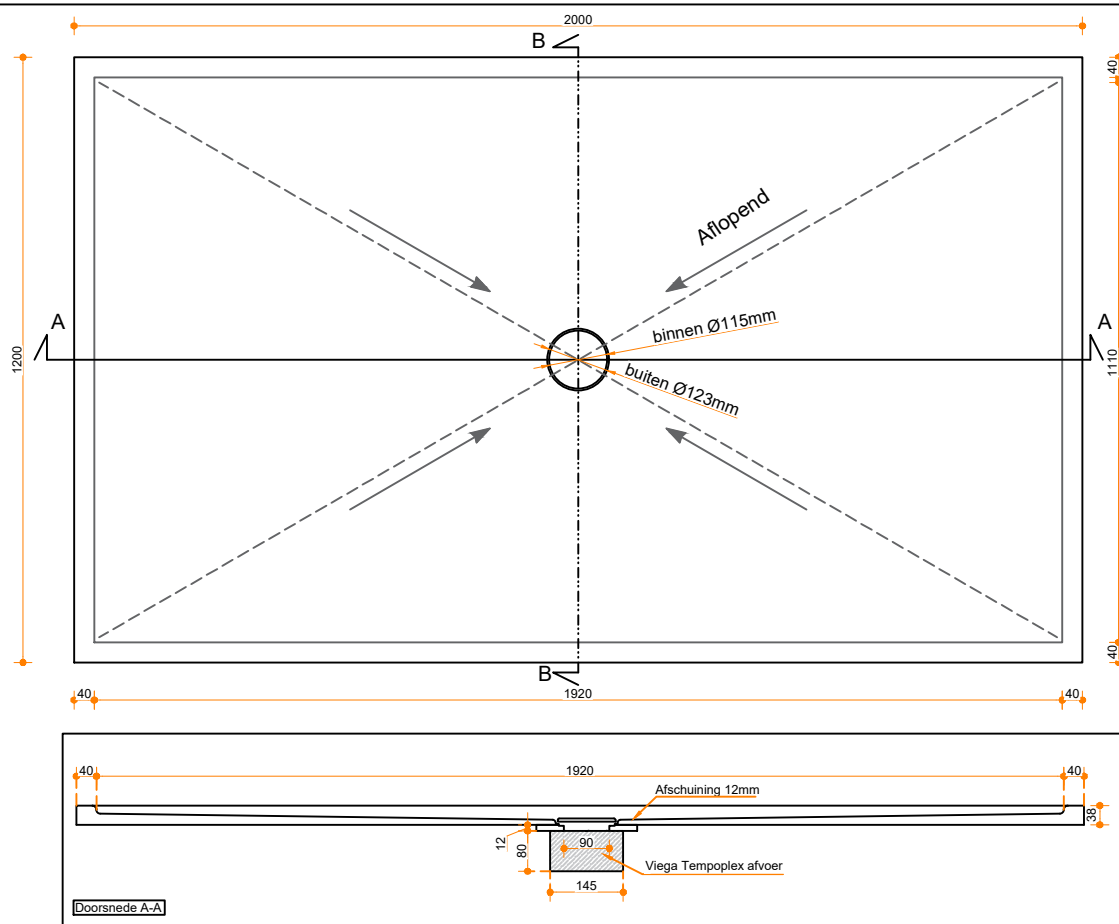 2000
B
40
Aflopend
A
A
binnen Ø115mm
1200
1110
buiten Ø123mm
B
40
40
1920
40
40
1920
40
Afschuining 12mm
38
12
80
90
Viega Tempoplex afvoer
145
Doorsnede A-A